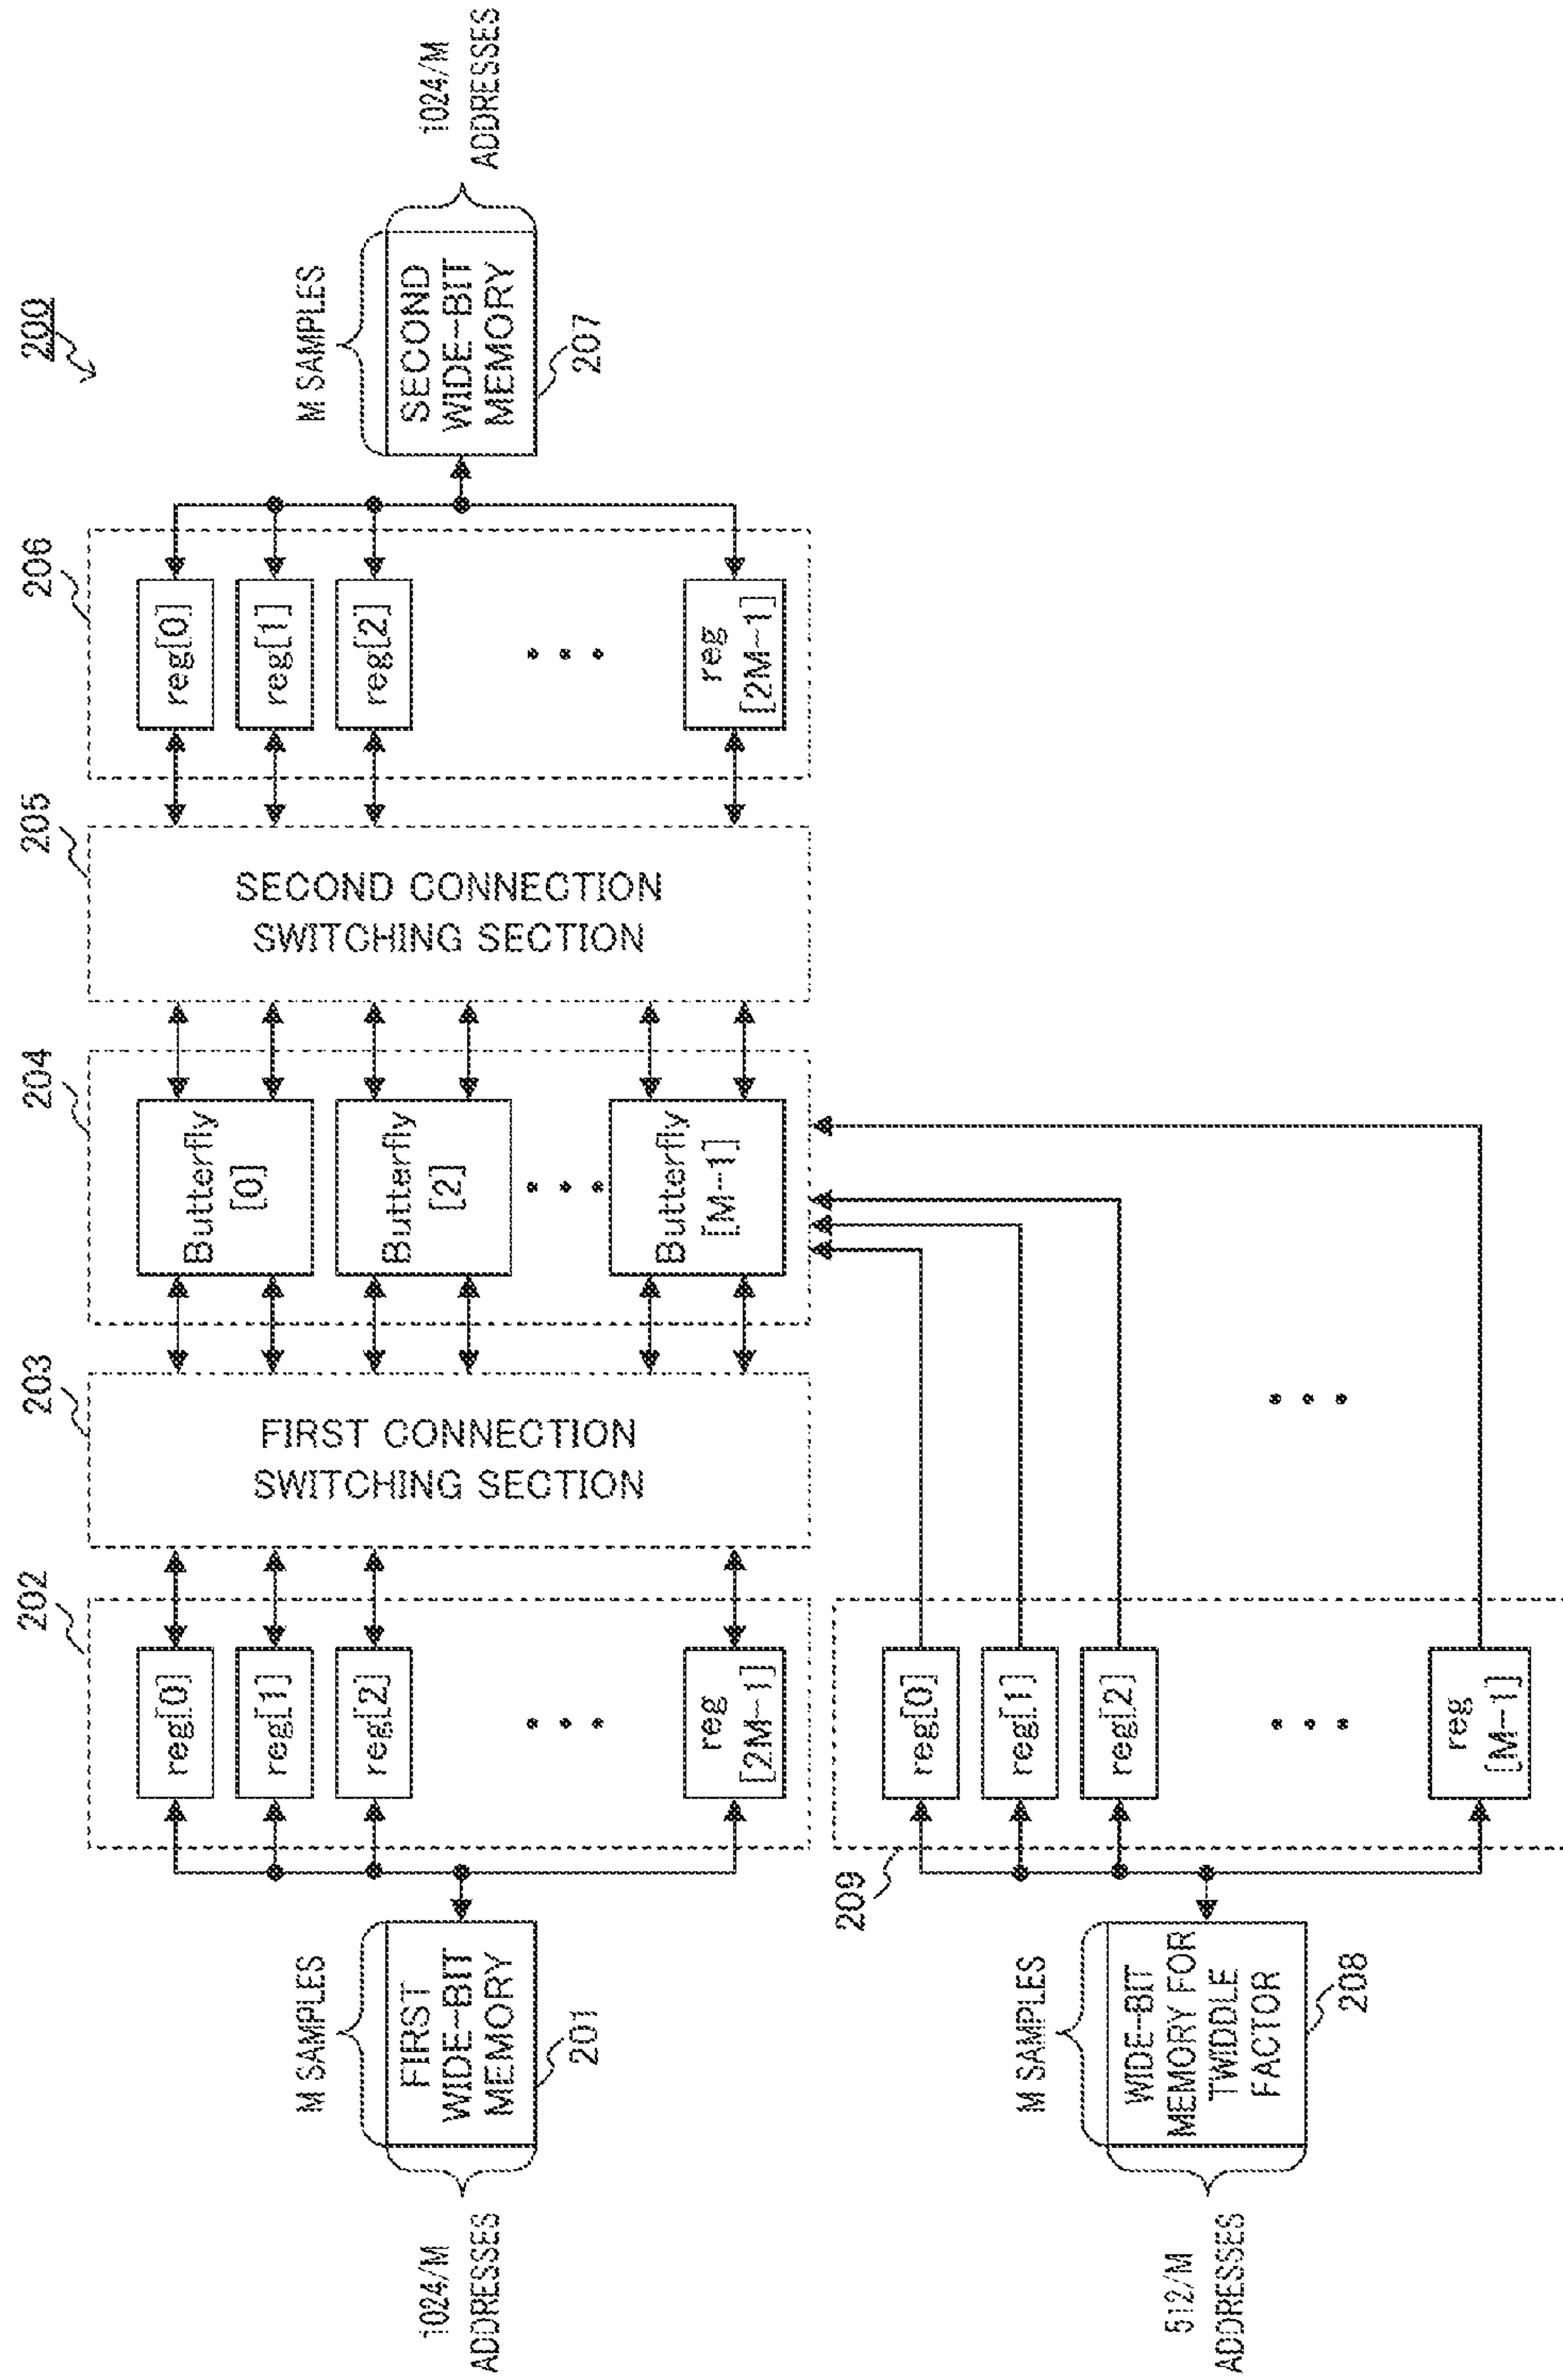 200
M SAMPLES
1024/M
ADDRESSES
FIRST
WIDE-BIT
MEMORY
201
202
reg[0]
reg[1]
reg[2]
. . .
reg
[2M-1]
203
FIRST CONNECTION
SWITCHING SECTION
204
Butterfly
[0]
Butterfly
[2]
. . .
Butterfly
[M-1]
205
SECOND CONNECTION
SWITCHING SECTION
206
reg[0]
reg[1]
reg[2]
. . .
reg
[2M-1]
M SAMPLES
SECOND
WIDE-BIT
MEMORY
207
1024/M
ADDRESSES
M SAMPLES
512/M
ADDRESSES
WIDE-BIT
MEMORY FOR
TWIDDLE
FACTOR
208
209
reg[0]
reg[1]
reg[2]
. . .
reg
[M-1]
. . .